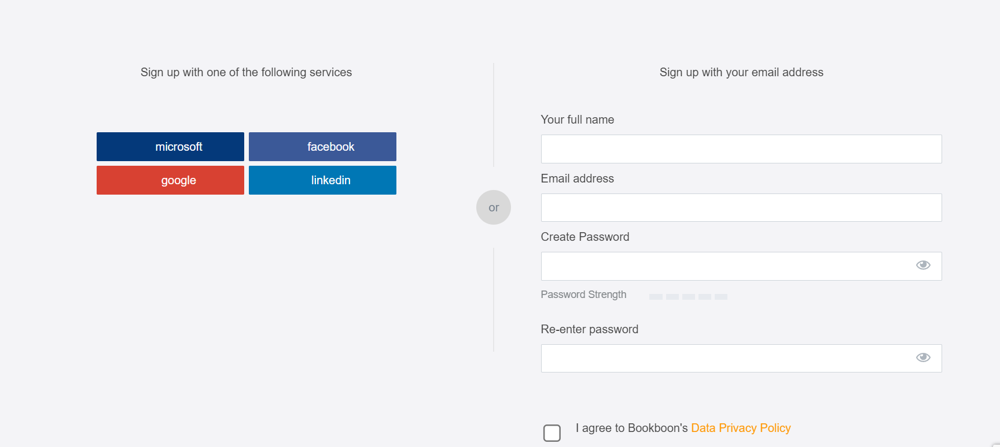 Sign up with one of the following services
microsoft
facebook
google
linkedin
or
Sign up with your email address
Your full name
Email address
Create Password
Password Strength
Re-enter password
I agree to Bookboon's Data Privacy Policy